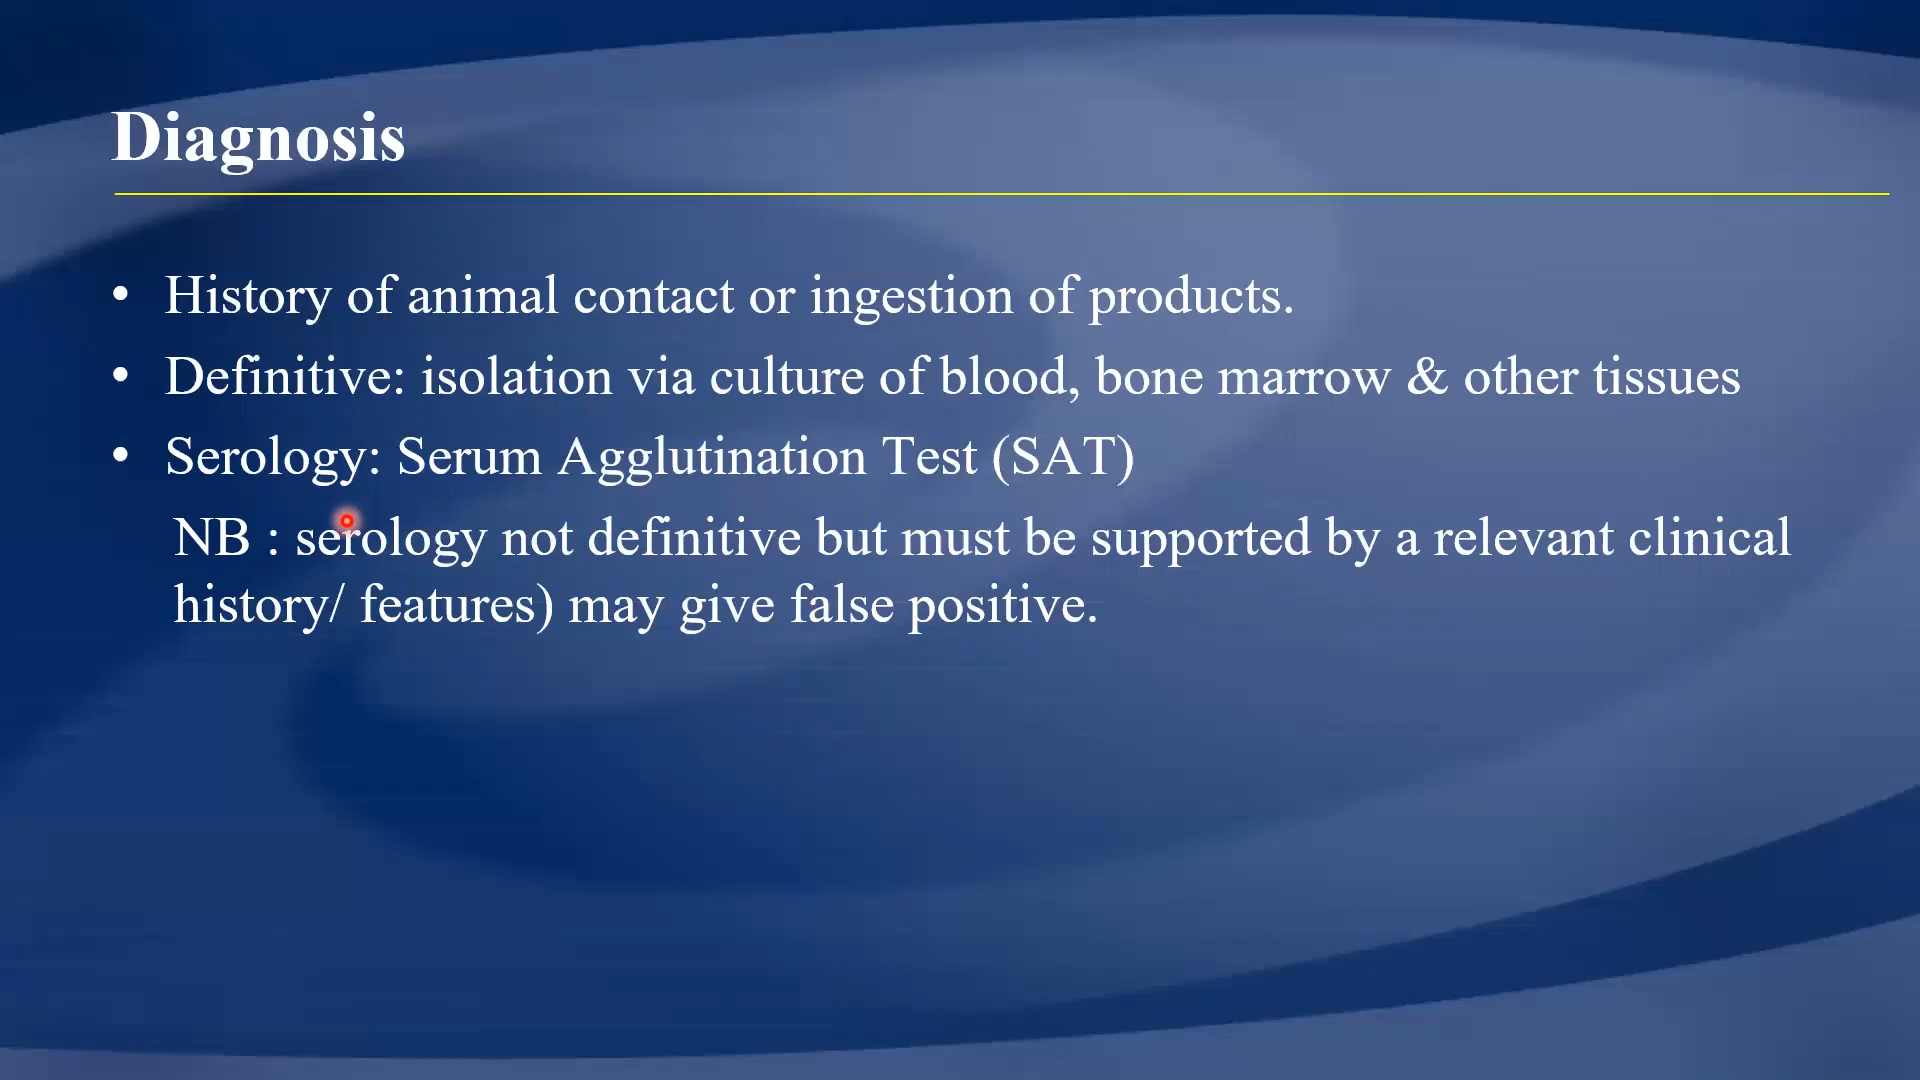 Diagnosis
• History of animal contact or ingestion of products.
• Definitive: isolation via culture of blood, bone marrow & other tissues
• Serology: Serum Agglutination Test (SAT)
NB : serology not definitive but must be supported by a relevant clinical
history/ features) may give false positive.